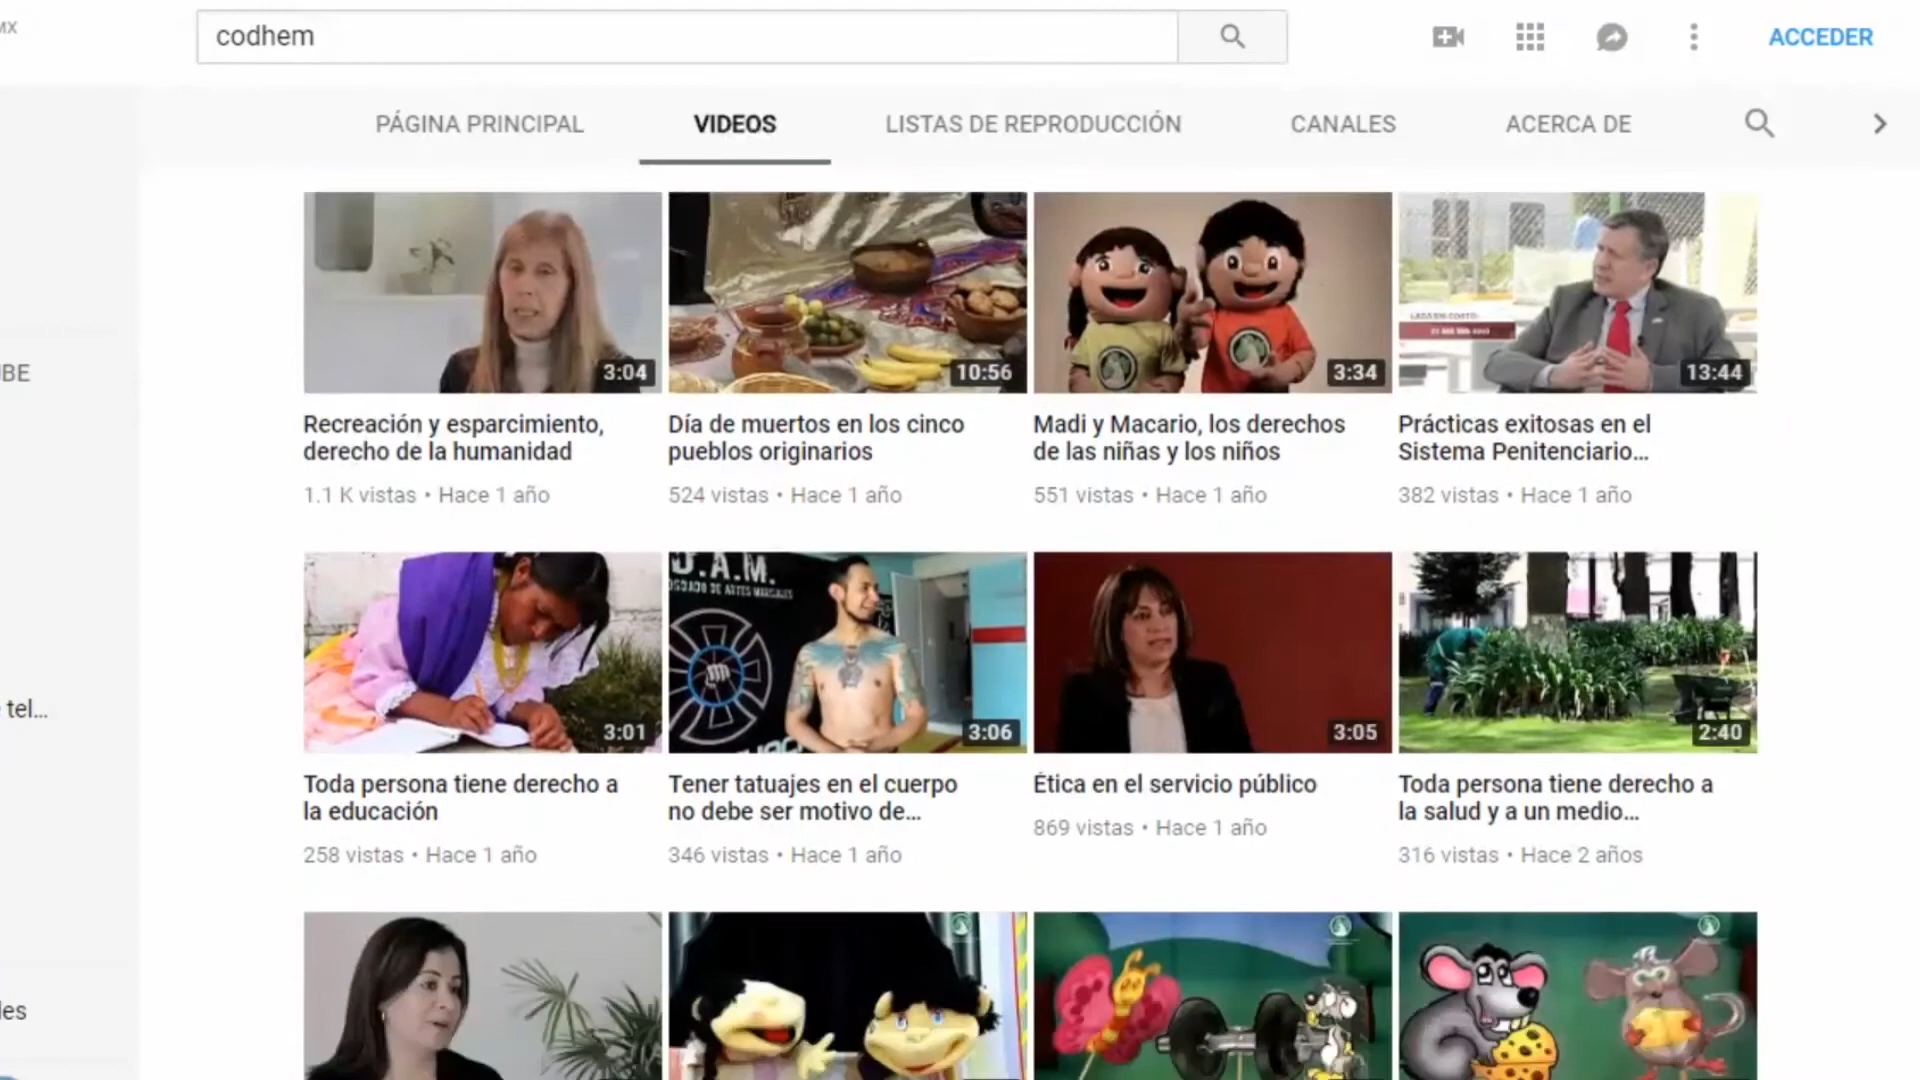 MX
codhem
ACCEDER
PÁGINA PRINCIPAL
VIDEOS
LISTAS DE REPRODUCCIÓN
CANALES
ACERCA DE
3:04
10:56
3:34
13:44
Recreación y esparcimiento,
derecho de la humanidad
1.1 K vistas • Hace 1 año
Día de muertos en los cinco
pueblos originarios
524 vistas • Hace 1 año
Madi y Macario, los derechos
de las niñas y los niños
551 vistas • Hace 1 año
Prácticas exitosas en el
Sistema Penitenciario...
382 vistas • Hace 1 año
BE
tel...
les
D.A.M.
3:01
3:06
3:05
2:40
Toda persona tiene derecho a
la educación
258 vistas • Hace 1 año
Tener tatuajes en el cuerpo
no debe ser motivo de...
346 vistas • Hace 1 año
Ética en el servicio público
869 vistas • Hace 1 año
Toda persona tiene derecho a
la salud y a un medio...
316 vistas • Hace 2 años